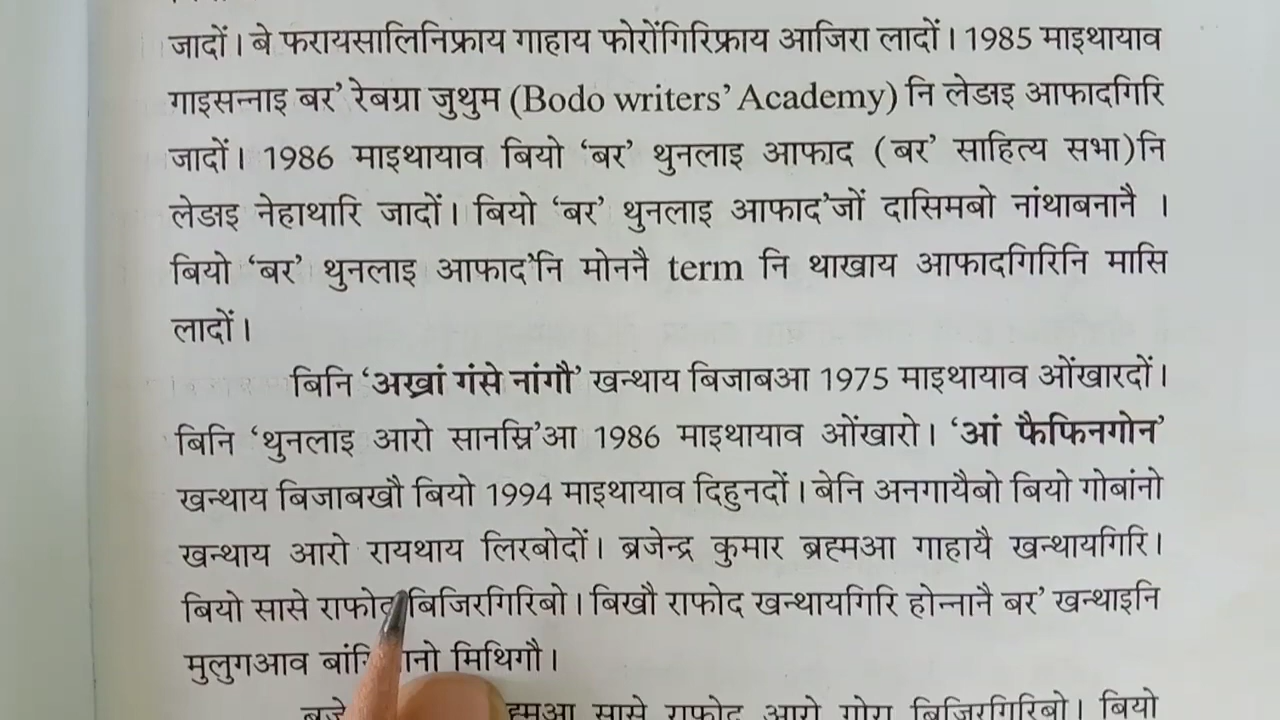 जादों। बे फरायसालिनिफ्राय गाहाय फोरोंगिरिफ्राय आजिरा लादों। 1985 माइथायाव
गाइसन्नाइ बर’ रेबग्रा जुथुम (Bodo writers’ Academy) नि लेङाइ आफादगिरि
जादों। 1986 माइथायाव बियो ‘बर’ थुनलाइ आफाद (बर’ साहित्य सभा)नि
लेङाइ नेहाथारि जादों। बियो ‘बर’ थुनलाइ आफाद’जों दासिमबो नांथाबनानै ।
बियो ‘बर’ थुनलाइ आफाद’नि मोननै term नि थाखाय आफादगिरिनि मासि
लादों।
बिनि ‘अख्रां गंसे नांगौ’ खन्थाय बिजाबआ 1975 माइथायाव ओंखारदों।
बिनि ‘थुनलाइ आरो सानस्रि’आ 1986 माइथायाव ओंखारो। ‘आं फैफिनगोन’
खन्थाय बिजाबखौ बियो 1994 माइथायाव दिहुनदों। बेनि अनगायैबो बियो गोबांनो
खन्थाय आरो रायथाय लिरबोदों। ब्रजेन्द्र कुमार ब्रह्मआ गाहायै खन्थायगिरि।
बियो सासे राफोद बिजिरगिरिबो। बिखौ राफोद खन्थायगिरि होन्नानै बर’ खन्थाइनि
मुलुगआव मिथिगौ।
सासे राफोद आरो गोरा बिजिरगिरिबो। बियो